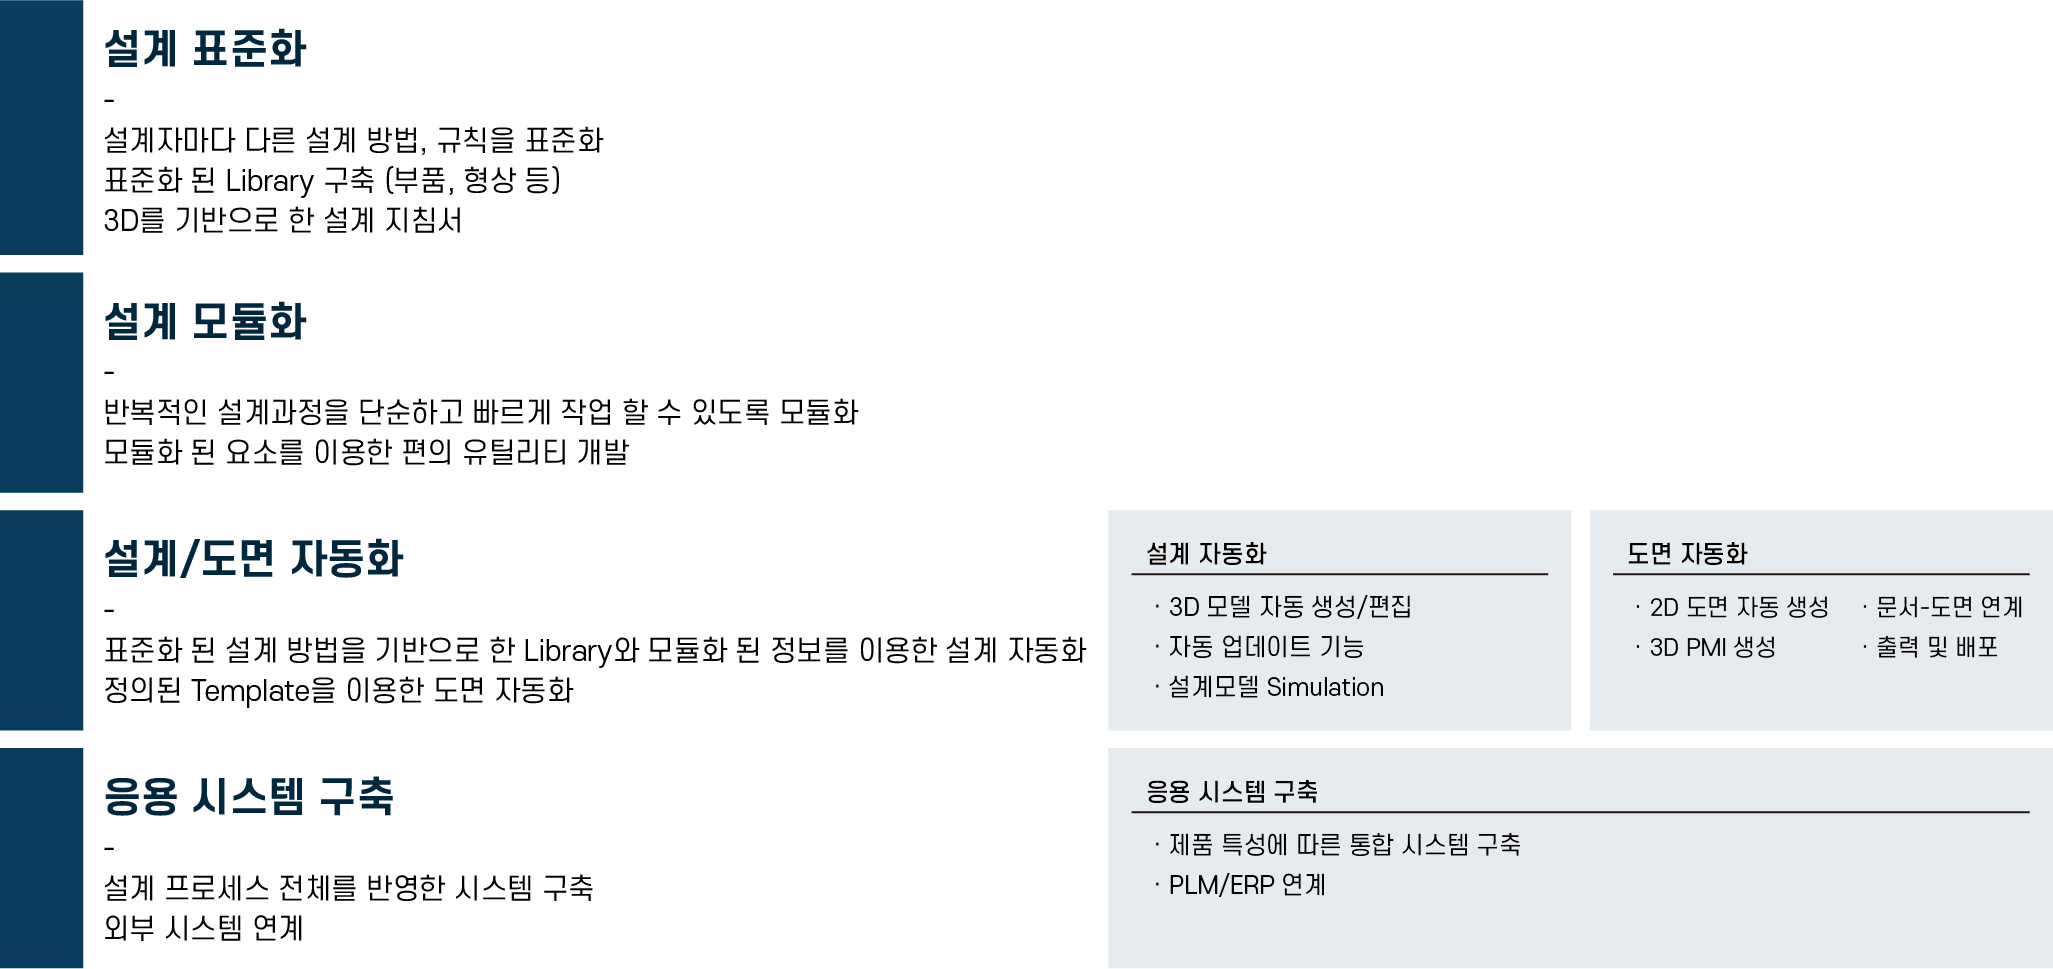 설계 표준화
-
설계자마다 다른 설계 방법, 규칙을 표준화
표준화 된 Library 구축 (부품, 형상 등)
3D를 기반으로 한 설계 지침서
설계 모듈화
-
반복적인 설계과정을 단순하고 빠르게 작업 할 수 있도록 모듈화
모듈화 된 요소를 이용한 편의 유틸리티 개발
설계/도면 자동화
-
표준화 된 설계 방법을 기반으로 한 Library와 모듈화 된 정보를 이용한 설계 자동화
정의된 Template을 이용한 도면 자동화
설계 자동화
· 3D 모델 자동 생성/편집
· 자동 업데이트 기능
· 설계모델 Simulation
도면 자동화
· 2D 도면 자동 생성 · 문서-도면 연계
· 3D PMI 생성 · 출력 및 배포
응용 시스템 구축
-
설계 프로세스 전체를 반영한 시스템 구축
외부 시스템 연계
응용 시스템 구축
· 제품 특성에 따른 통합 시스템 구축
· PLM/ERP 연계